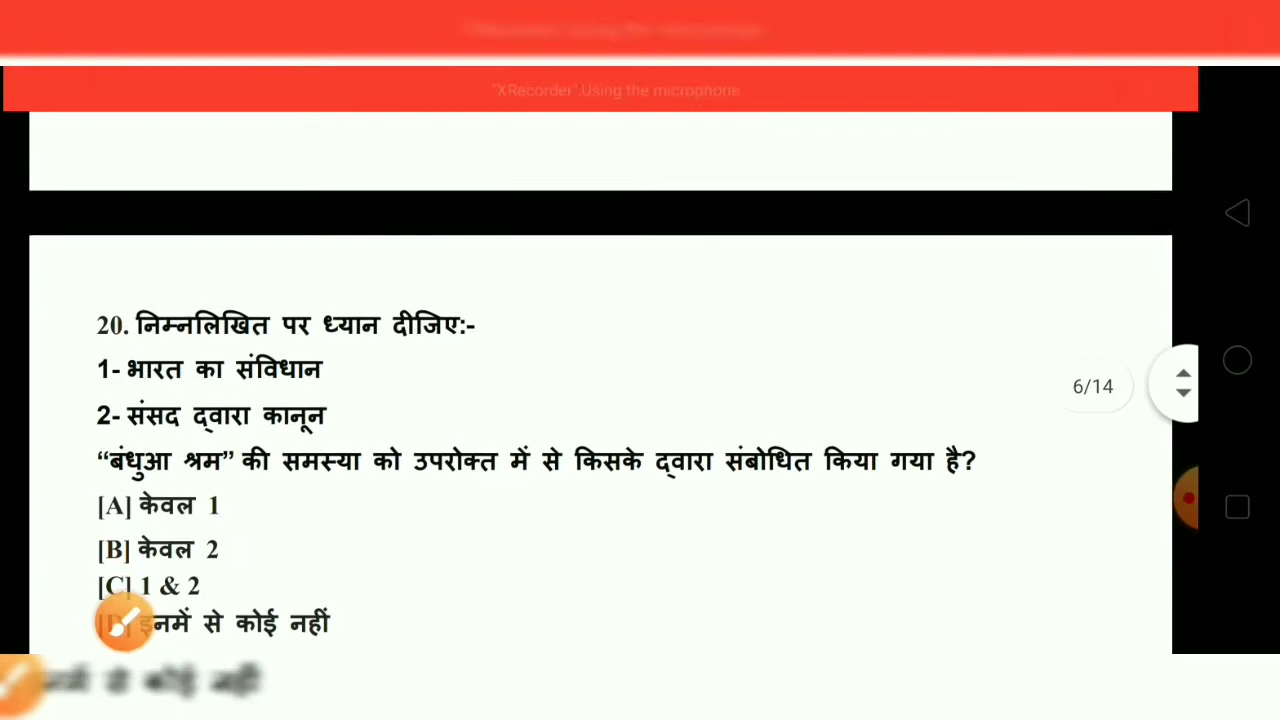 "XRecorder".Using the microphone
20. निम्नलिखित पर ध्यान दीजिए:-
1- भारत का संविधान
2- संसद द्वारा कानून
“बंधुआ श्रम” की समस्या को उपरोक्त में से किसके द्वारा संबोधित किया गया है?
6/14
[A] केवल 1
[B] केवल 2
[C] 1 & 2
[D] इनमें से कोई नहीं